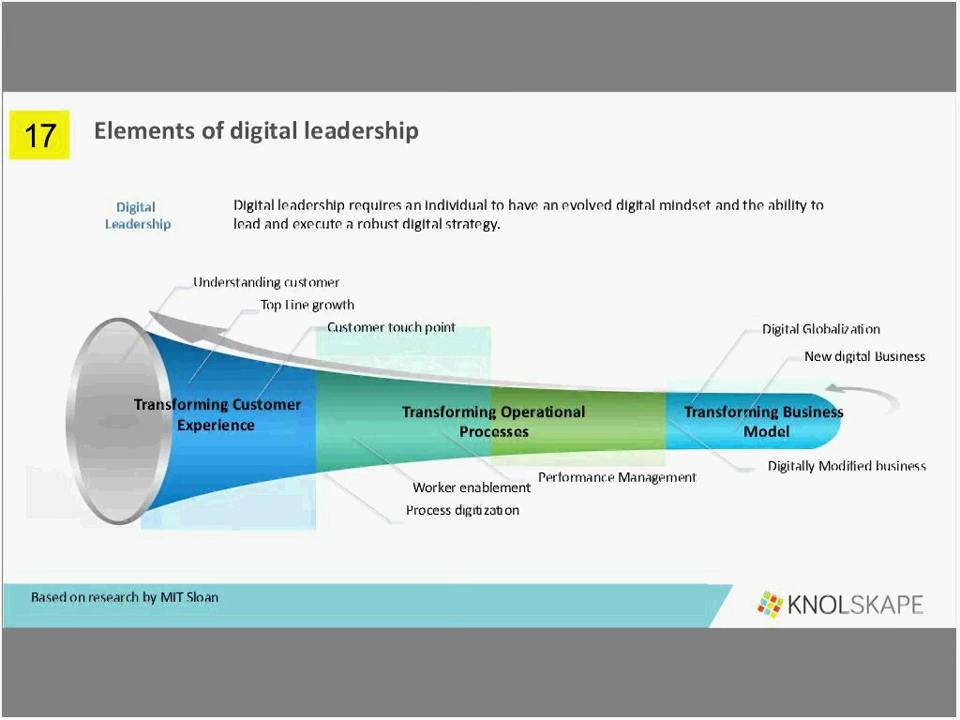 17
Elements of digital leadership
Digital
Leadership
Digital leadership requires an individual to have an evolved digital mindset and the ability to
lead and execute a robust digital strategy.
Understanding customer
Top Line growth
Customer touch point
Digital Globalization
New digital Business
Transforming Customer
Experience
Transforming Operational
Processes
Transforming Business
Model
Digitally Modified business
Performance Management
Worker enablement
Process digitization
Based on research by MIT Sloan
KNOLSKAPE